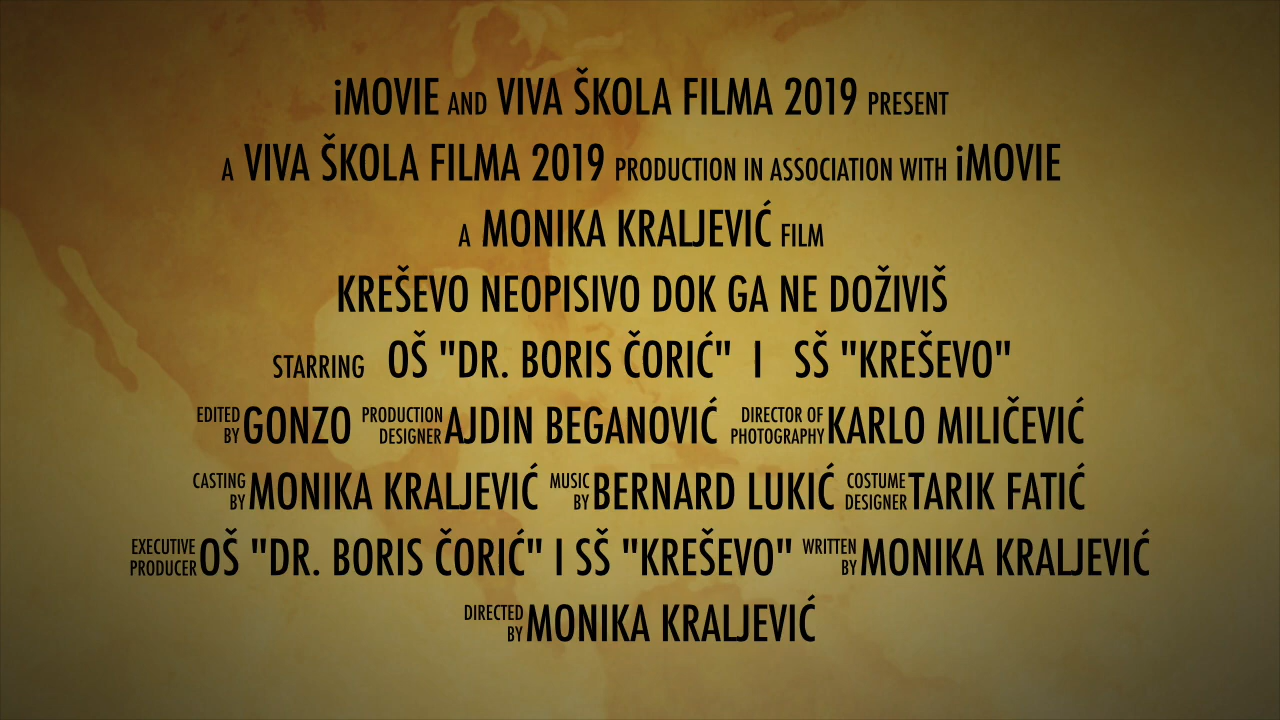 iMOVIE AND VIVA ŠKOLA FILMA 2019 PRESENT
A VIVA ŠKOLA FILMA 2019 PRODUCTION IN ASSOCIATION WITH iMOVIE
A MONIKA KRALJEVIĆ FILM
KREŠEVO NEOPISIVO DOK GA NE DOŽIVIŠ
STARRING OŠ "DR. BORIS ČORIĆ" I SŠ "KREŠEVO"
EDITED BY GONZO PRODUCTION DESIGNER AJDIN BEGANOVIĆ DIRECTOR OF PHOTOGRAPHY KARLO MILIČEVIĆ
CASTING BY MONIKA KRALJEVIĆ MUSIC BY BERNARD LUKIĆ COSTUME DESIGNER TARIK FATIĆ
EXECUTIVE PRODUCER OŠ "DR. BORIS ČORIĆ" I SŠ "KREŠEVO" WRITTEN BY MONIKA KRALJEVIĆ
DIRECTED BY MONIKA KRALJEVIĆ